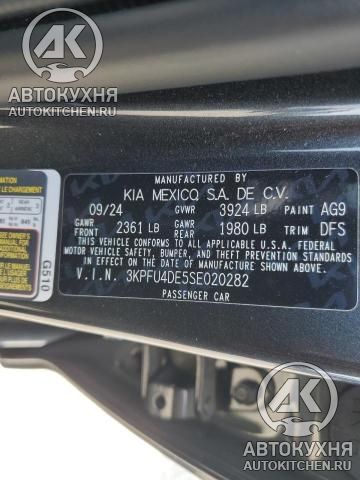 AK
АВТОКУХНЯ
AUTOKITCHEN.RU
MANUFACTURED BY
KIA MEXICO S.A. DE C.V.
09/24 GVWR 3924 LB PAINT AG9
GAWR FRONT 2361 LB GAWR REAR 1980 LB TRIM DFS
THIS VEHICLE CONFORMS TO ALL APPLICABLE U.S. FEDERAL
MOTOR VEHICLE SAFETY, BUMPER, AND THEFT PREVENTION
STANDARDS IN EFFECT ON THE DATE OF MANUFACTURE
SHOWN ABOVE.
V.I.N. 3KPFU4DE5SE020282
PASSENGER CAR
G510
AK
АВТОКУХНЯ
AUTOKITCHEN.RU